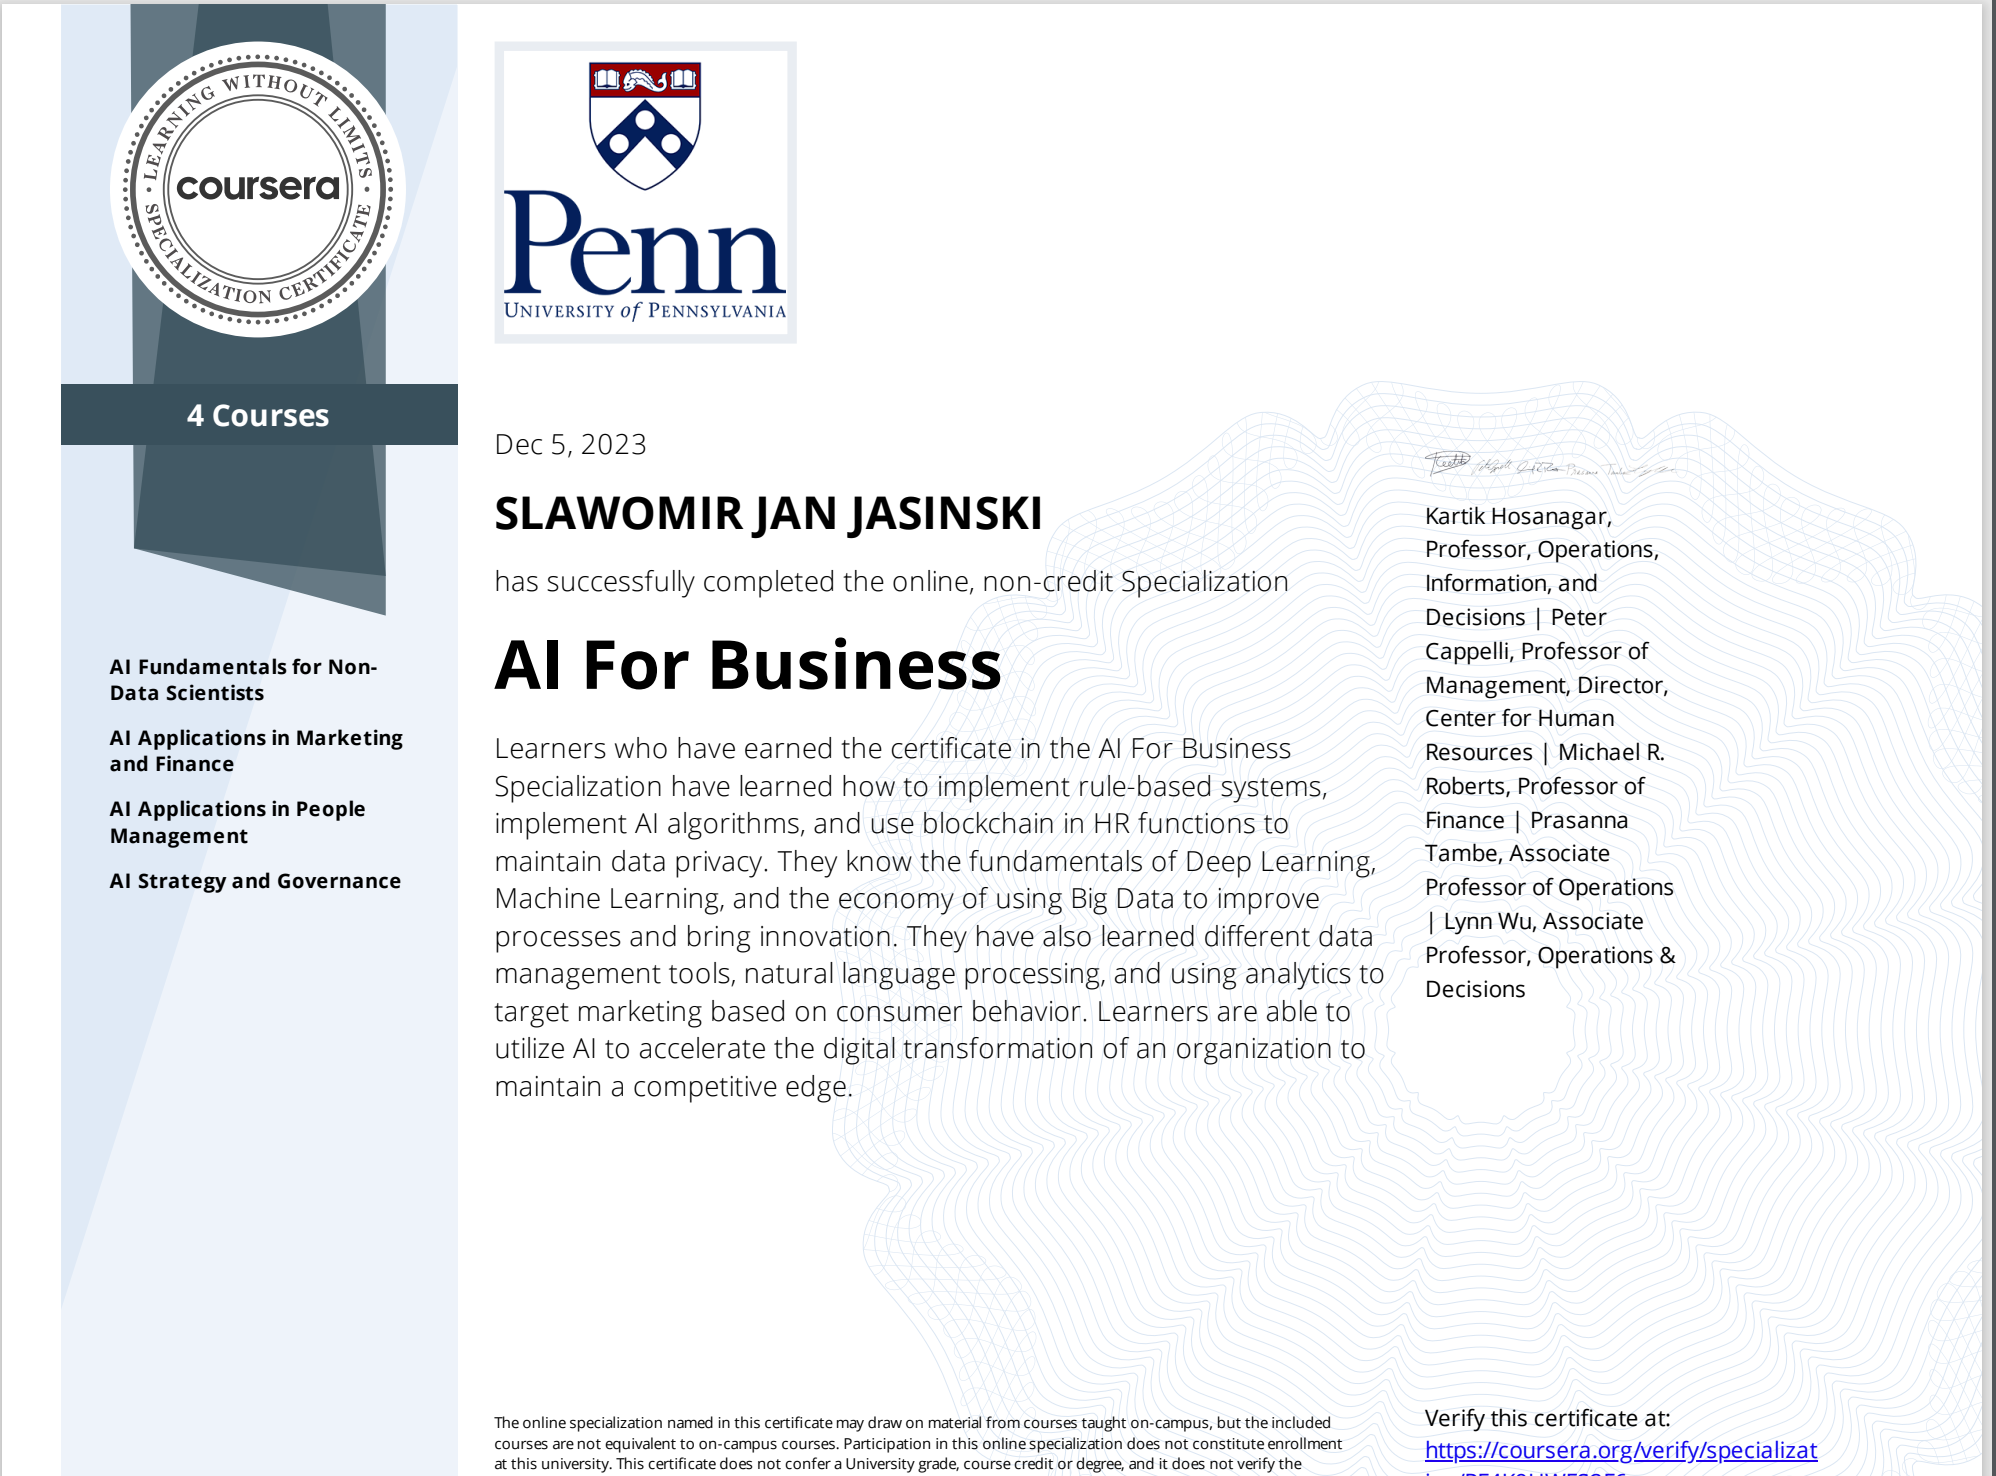 LEARNING WITHOUT LIMITS
coursera
SPECIALIZATION CERTIFICATE
4 Courses
AI Fundamentals for Non-
Data Scientists
AI Applications in Marketing
and Finance
AI Applications in People
Management
AI Strategy and Governance
Penn
UNIVERSITY of PENNSYLVANIA
Dec 5, 2023
SLAWOMIR JAN JASINSKI
has successfully completed the online, non-credit Specialization
AI For Business
Learners who have earned the certificate in the AI For Business
Specialization have learned how to implement rule-based systems,
implement AI algorithms, and use blockchain in HR functions to
maintain data privacy. They know the fundamentals of Deep Learning,
Machine Learning, and the economy of using Big Data to improve
processes and bring innovation. They have also learned different data
management tools, natural language processing, and using analytics to
target marketing based on consumer behavior. Learners are able to
utilize AI to accelerate the digital transformation of an organization to
maintain a competitive edge.
Kartik Hosanagar,
Professor, Operations,
Information, and
Decisions | Peter
Cappelli, Professor of
Management, Director,
Center for Human
Resources | Michael R.
Roberts, Professor of
Finance | Prasanna
Tambe, Associate
Professor of Operations
| Lynn Wu, Associate
Professor, Operations &
Decisions
The online specialization named in this certificate may draw on material from courses taught on-campus, but the included
courses are not equivalent to on-campus courses. Participation in this online specialization does not constitute enrollment
at this university. This certificate does not confer a University grade, course credit or degree, and it does not verify the
Verify this certificate at:
https://coursera.org/verify/specializat